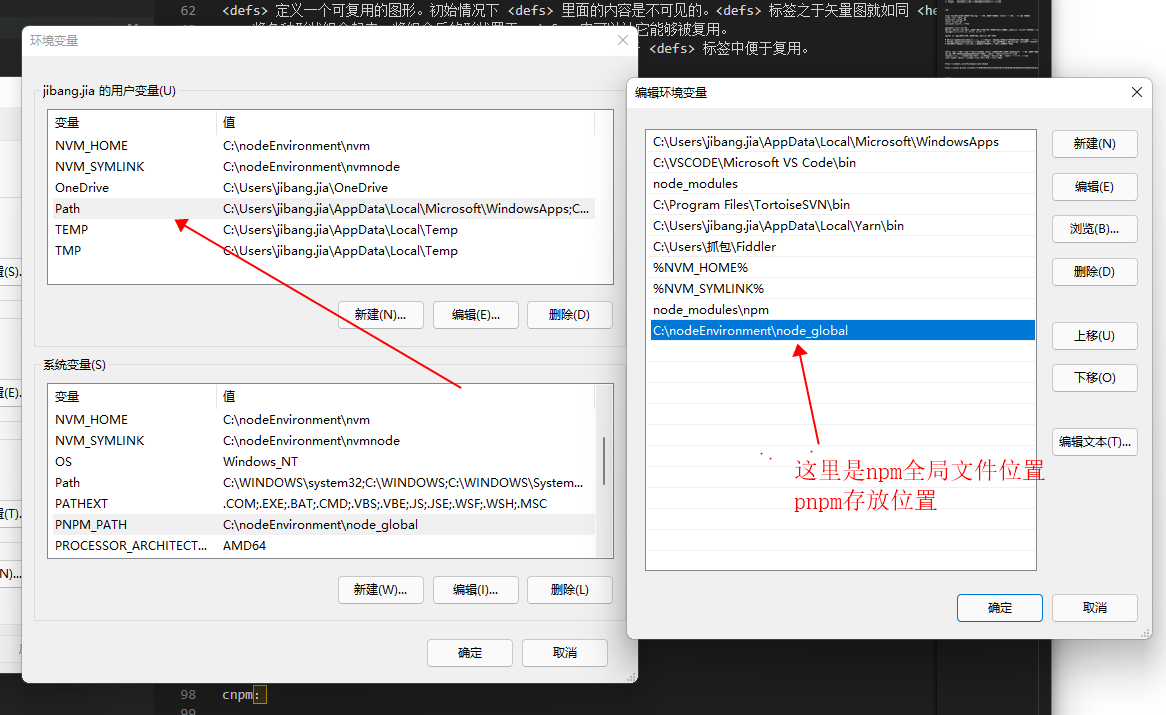 62 <defs> 定义一个可复用的图形。初始情况下 <defs> 里面的内容是不可见的。<defs> 标签之于矢量图就如同 <he
它能够被复用。
<defs> 标签中便于复用。
环境变量
jibang.jia 的用户变量(U)
变量 值
NVM_HOME C:\nodeEnvironment\nvm
NVM_SYMLINK C:\nodeEnvironment\nvmnode
OneDrive C:\Users\jibang.jia\OneDrive
Path C:\Users\jibang.jia\AppData\Local\Microsoft\WindowsApps;C...
TEMP C:\Users\jibang.jia\AppData\Local\Temp
TMP C:\Users\jibang.jia\AppData\Local\Temp
新建(N)... 编辑(E)... 删除(D)
系统变量(S)
变量 值
NVM_HOME C:\nodeEnvironment\nvm
NVM_SYMLINK C:\nodeEnvironment\nvmnode
OS Windows_NT
Path C:\WINDOWS\system32;C:\WINDOWS;C:\WINDOWS\System...
PATHEXT .COM;.EXE;.BAT;.CMD;.VBS;.VBE;.JS;.JSE;.WSF;.WSH;.MSC
PNPM_PATH C:\nodeEnvironment\node_global
PROCESSOR_ARCHITECT... AMD64
新建(W)... 编辑(I)... 删除(L)
确定 取消
编辑环境变量
C:\Users\jibang.jia\AppData\Local\Microsoft\WindowsApps
C:\VSCODE\Microsoft VS Code\bin
node_modules
C:\Program Files\TortoiseSVN\bin
C:\Users\jibang.jia\AppData\Local\Yarn\bin
C:\Users\抓包\Fiddler
%NVM_HOME%
%NVM_SYMLINK%
node_modules\npm
C:\nodeEnvironment\node_global
新建(N)
编辑(E)
浏览(B)...
删除(D)
上移(U)
下移(O)
编辑文本(T)...
这里是npm全局文件位置
pnpm存放位置
确定 取消
98 cnpm:
99